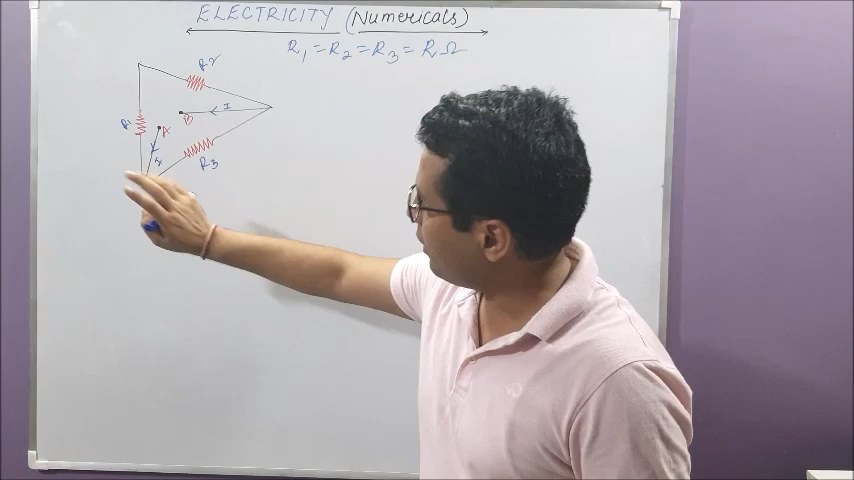 ELECTRICITY (Numericals)
R₁ = R₂ = R₃ = R Ω
R2
I
B
R1
A
R3